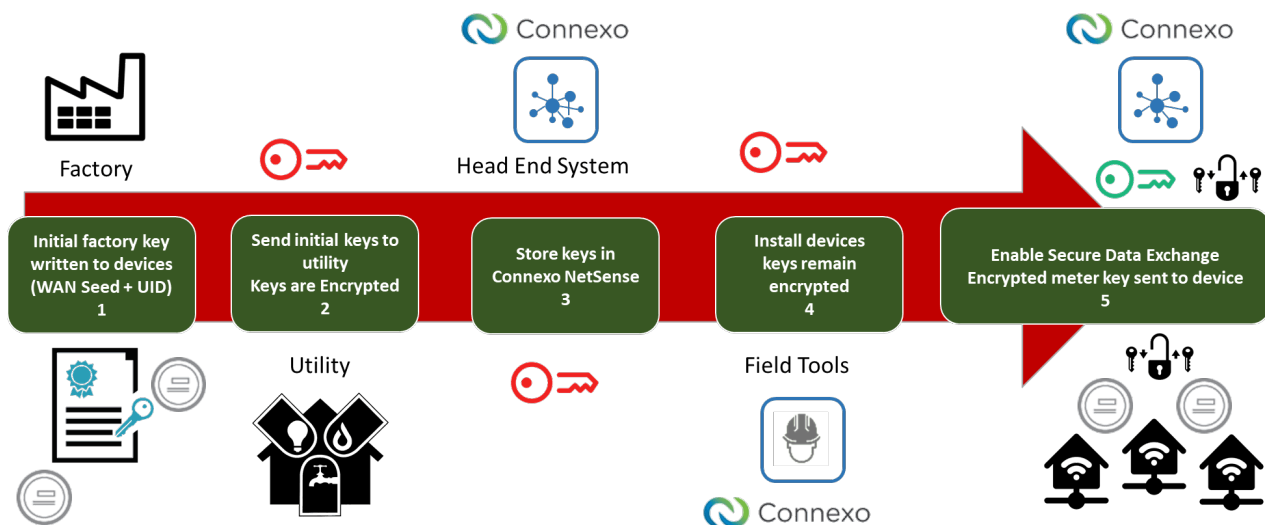 Connexo
Connexo
Factory
Head End System
Initial factory key
written to devices
(WAN Seed + UID)
1
Send initial keys to
utility
Keys are Encrypted
2
Store keys in
Connexo NetSense
3
Install devices
keys remain
encrypted
4
Enable Secure Data Exchange
Encrypted meter key sent to device
5
Utility
Field Tools
Connexo